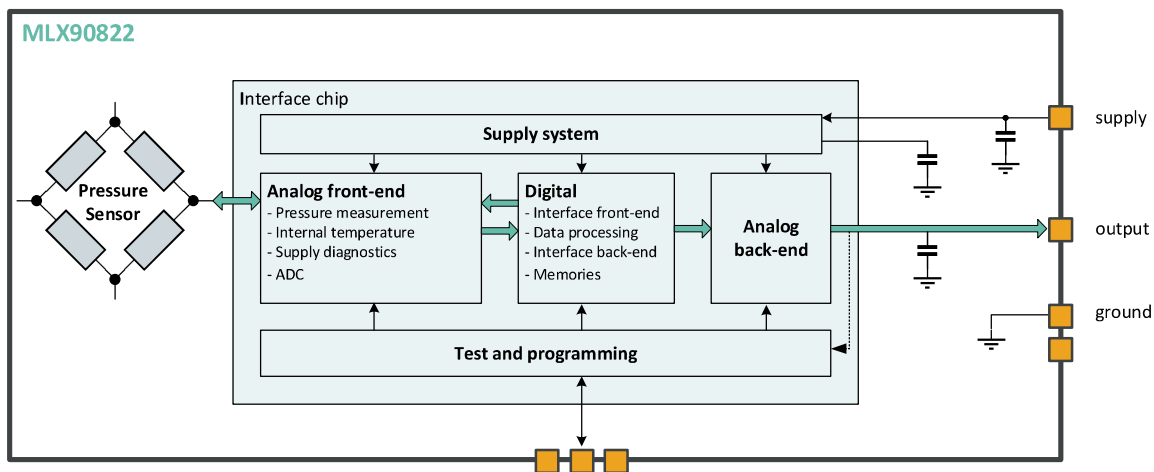 MLX90822
Interface chip
Supply system
supply
Pressure
Sensor
Analog front-end
- Pressure measurement
- Internal temperature
- Supply diagnostics
- ADC
Digital
- Interface front-end
- Data processing
- Interface back-end
- Memories
Analog
back-end
output
ground
Test and programming